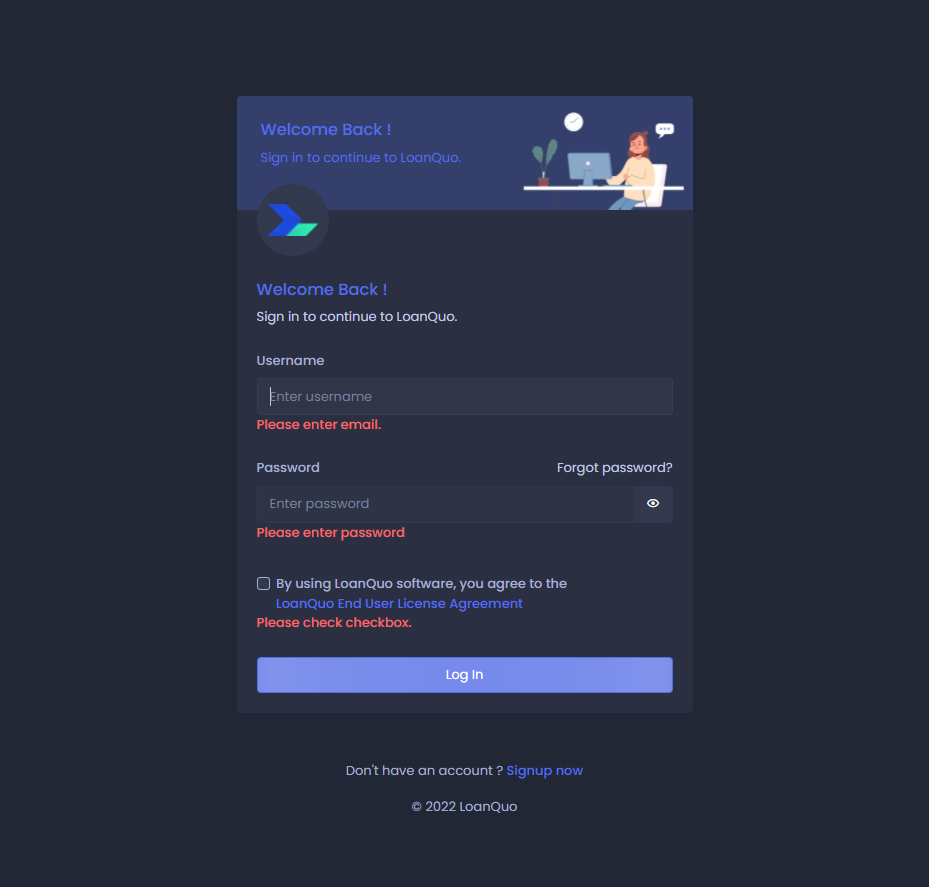 Welcome Back !
Sign in to continue to LoanQuo.
Welcome Back !
Sign in to continue to LoanQuo.
Username
Enter username
Please enter email.
Password
Forgot password?
Enter password
Please enter password
By using LoanQuo software, you agree to the
LoanQuo End User License Agreement
Please check checkbox.
Log In
Don't have an account ? Signup now
© 2022 LoanQuo